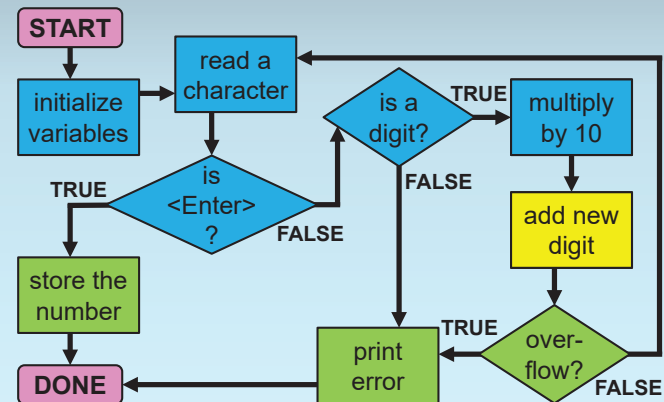 START
initialize
variables
read a
character
is
<Enter>
?
TRUE
FALSE
store the
number
DONE
is a
digit?
TRUE
FALSE
multiply
by 10
add new
digit
over-
flow?
TRUE
FALSE
print
error